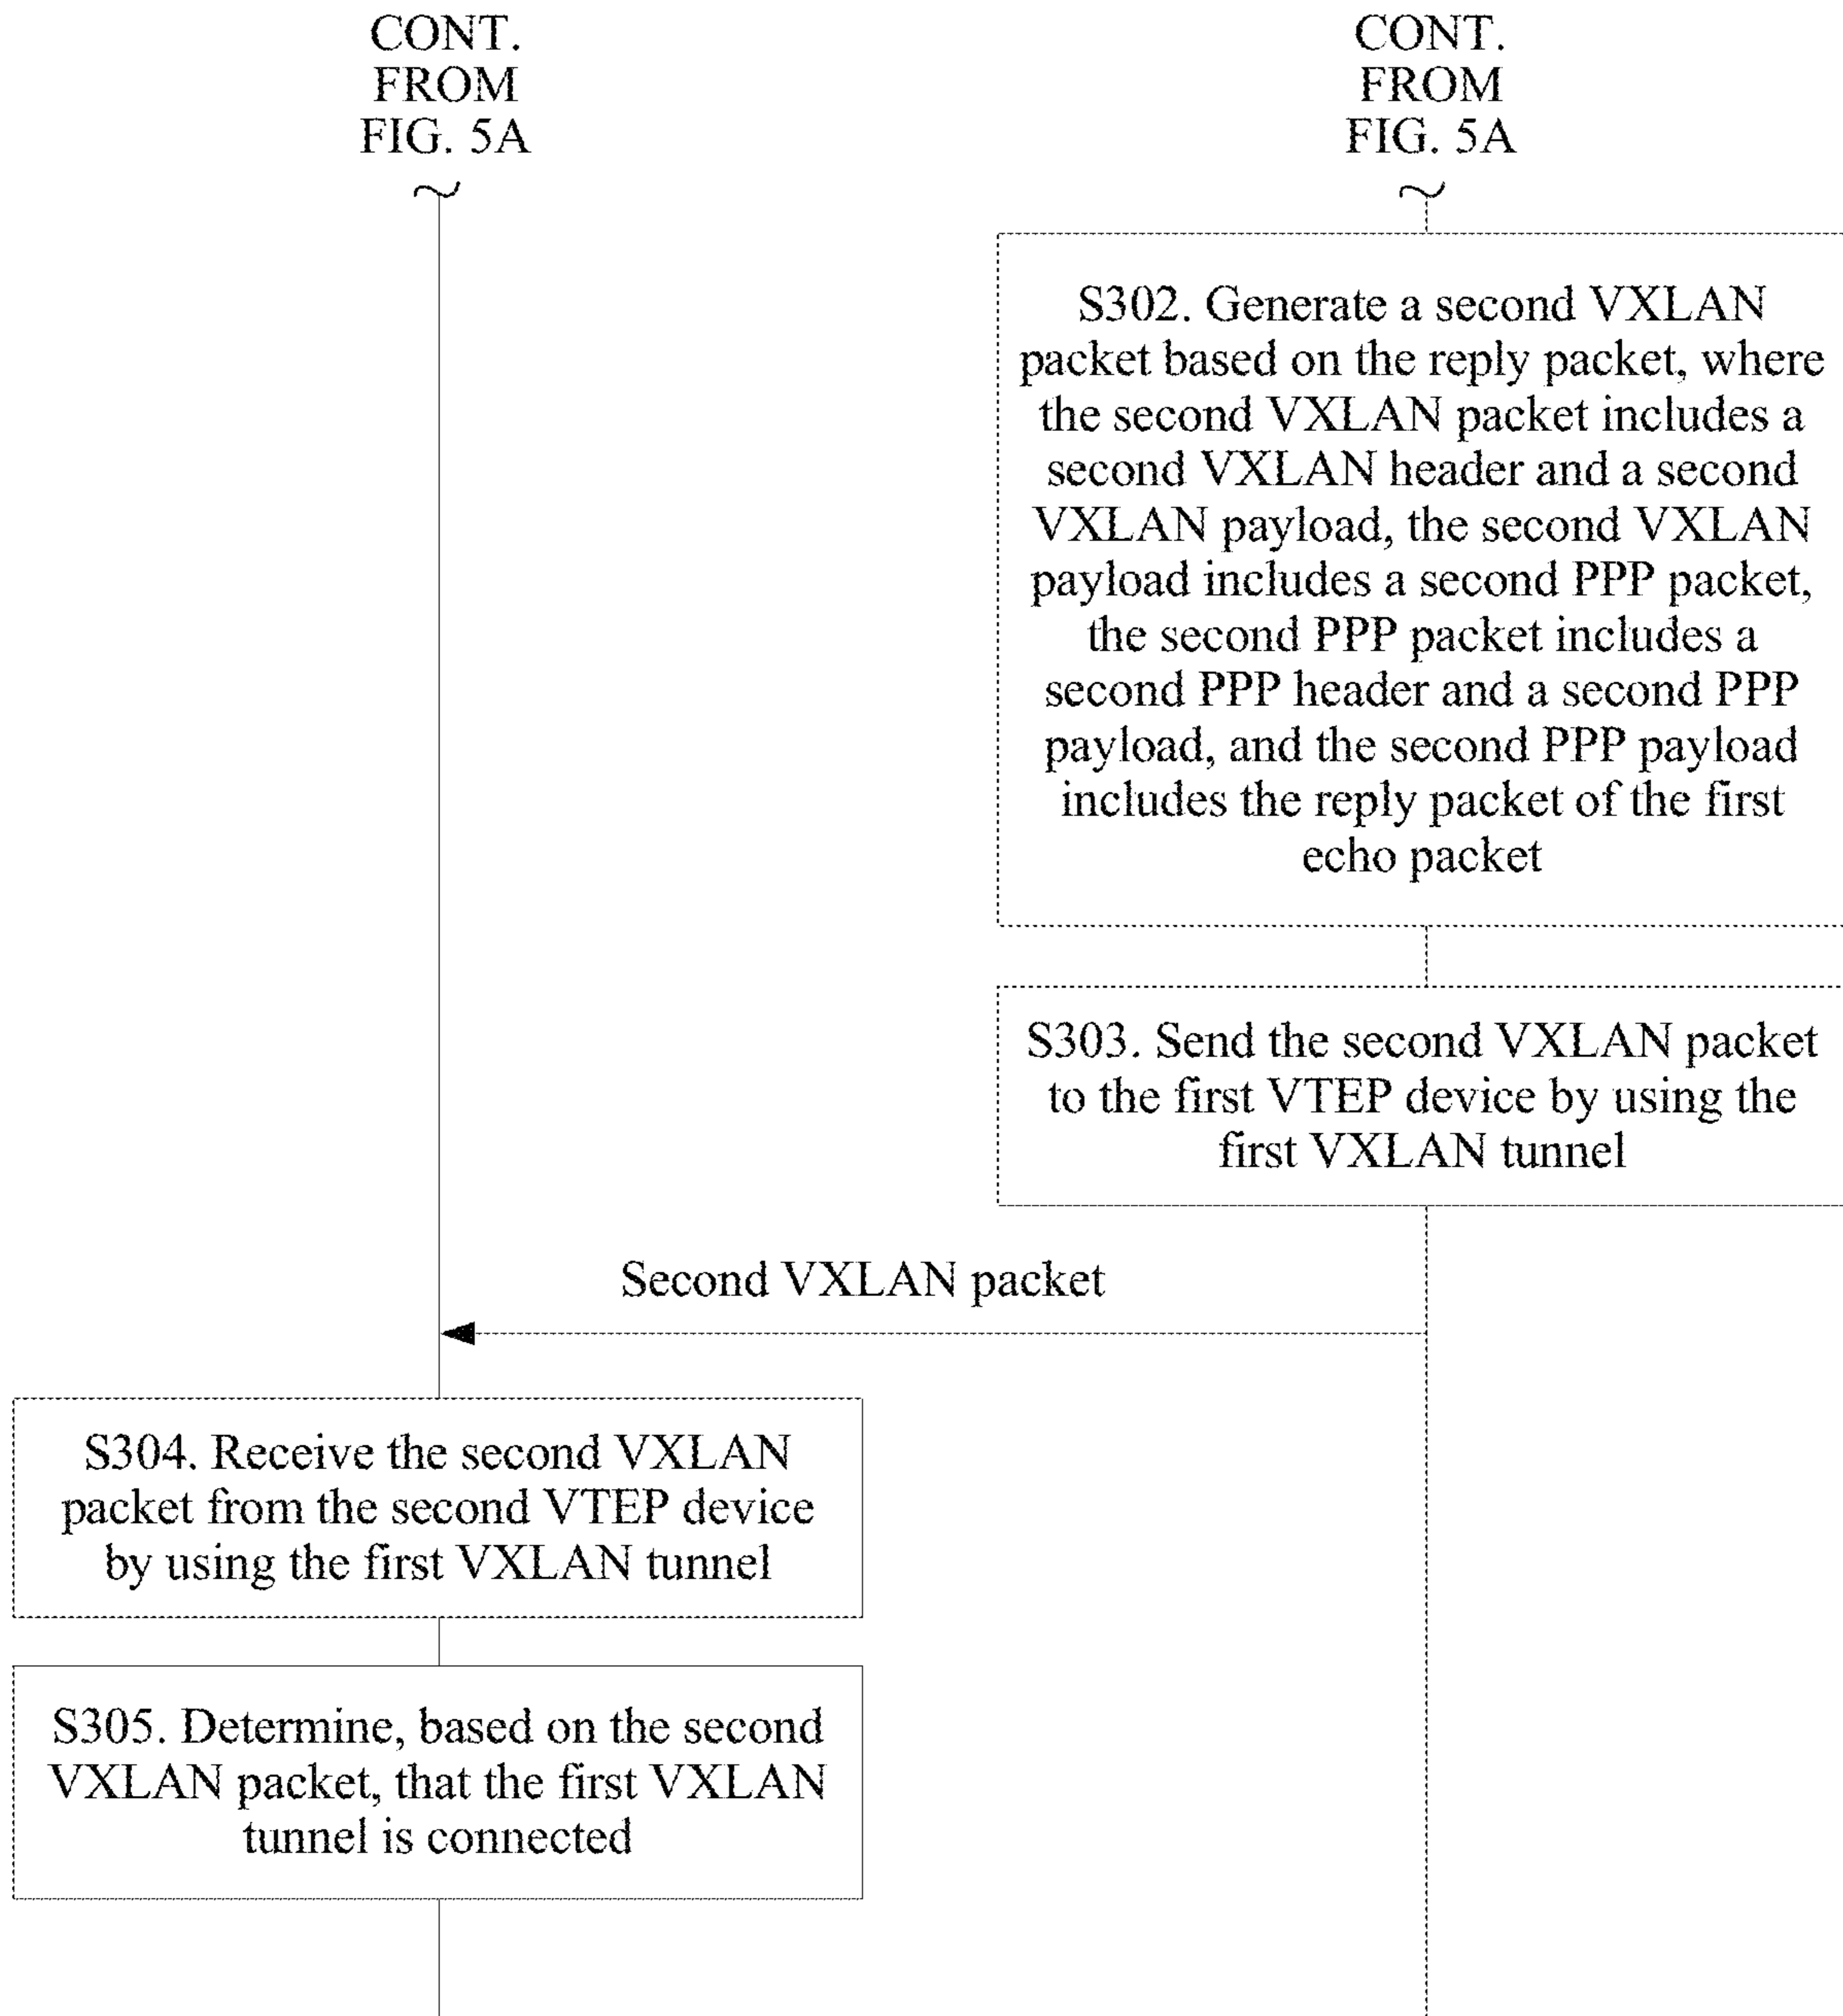 CONT.
FROM
FIG. 5A
CONT.
FROM
FIG. 5A
S302. Generate a second VXLAN
packet based on the reply packet, where
the second VXLAN packet includes a
second VXLAN header and a second
VXLAN payload, the second VXLAN
payload includes a second PPP packet,
the second PPP packet includes a
second PPP header and a second PPP
payload, and the second PPP payload
includes the reply packet of the first
echo packet
S303. Send the second VXLAN packet
to the first VTEP device by using the
first VXLAN tunnel
Second VXLAN packet
S304. Receive the second VXLAN
packet from the second VTEP device
by using the first VXLAN tunnel
S305. Determine, based on the second
VXLAN packet, that the first VXLAN
tunnel is connected